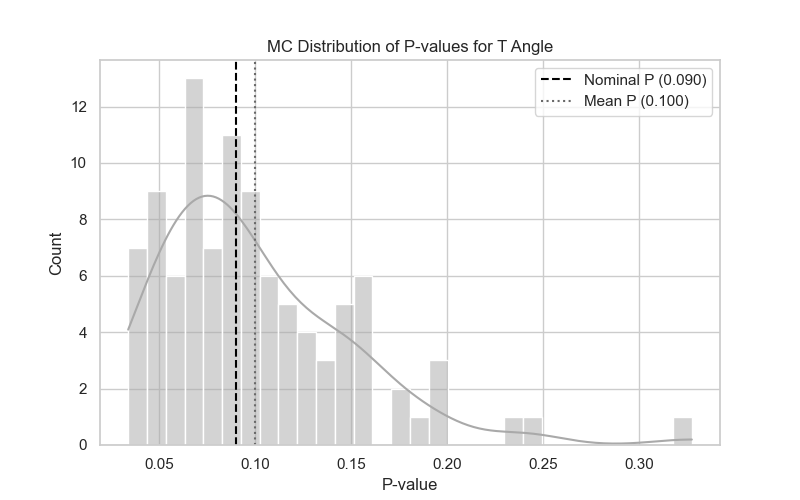 MC Distribution of P-values for T Angle
Nominal P (0.090)
Mean P (0.100)
Count
12
10
8
6
4
2
0
0.05 0.10 0.15 0.20 0.25 0.30
P-value